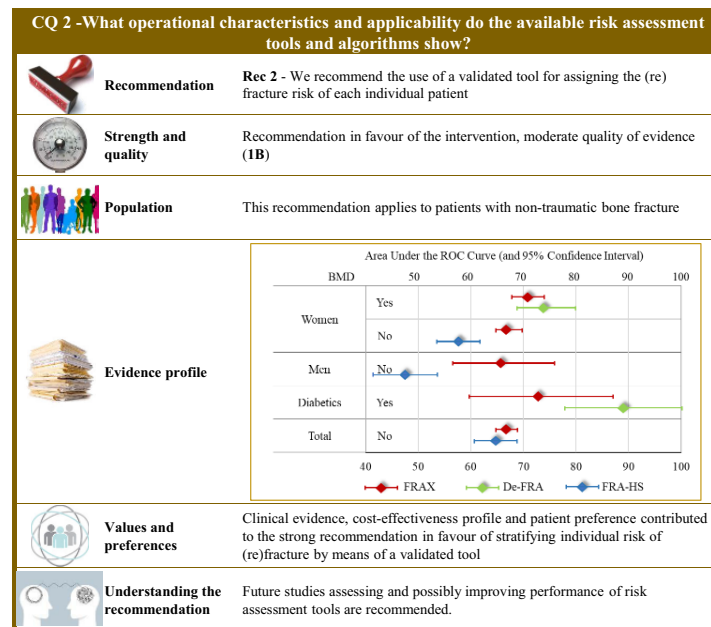 CQ 2 -What operational characteristics and applicability do the available risk assessment
tools and algorithms show?
Recommendation
Rec 2 - We recommend the use of a validated tool for assigning the (re)
fracture risk of each individual patient
Strength and
quality
Recommendation in favour of the intervention, moderate quality of evidence
(1B)
Population
This recommendation applies to patients with non-traumatic bone fracture
Evidence profile
Area Under the ROC Curve (and 95% Confidence Interval)
BMD 50 60 70 80 90 100
Women
Yes
No
Men No
Diabetics Yes
Total No
40 50 60 70 80 90 100
FRAX De-FRA FRA-HS
Values and
preferences
Clinical evidence, cost-effectiveness profile and patient preference contributed
to the strong recommendation in favour of stratifying individual risk of
(re)fracture by means of a validated tool
Understanding the
recommendation
Future studies assessing and possibly improving performance of risk
assessment tools are recommended.